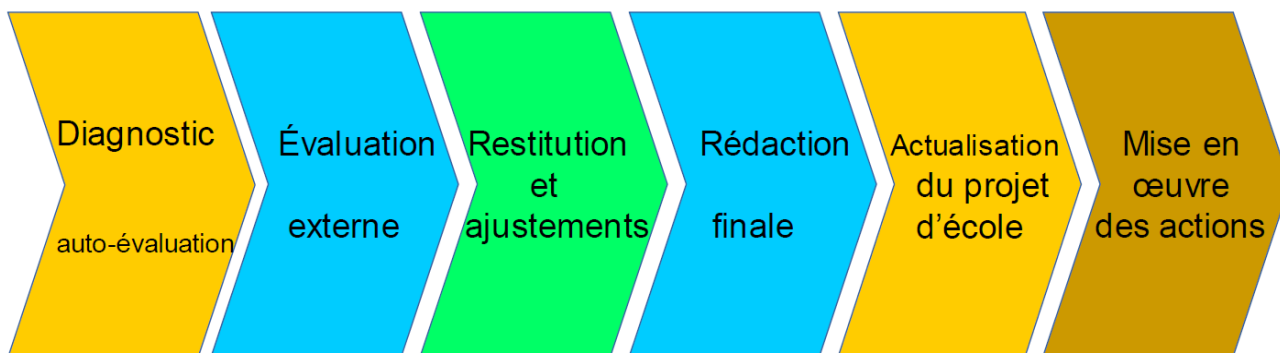 Diagnostic
auto-évaluation
Évaluation
externe
Restitution
et
ajustements
Rédaction
finale
Actualisation
du projet
d’école
Mise en
œuvre
des actions